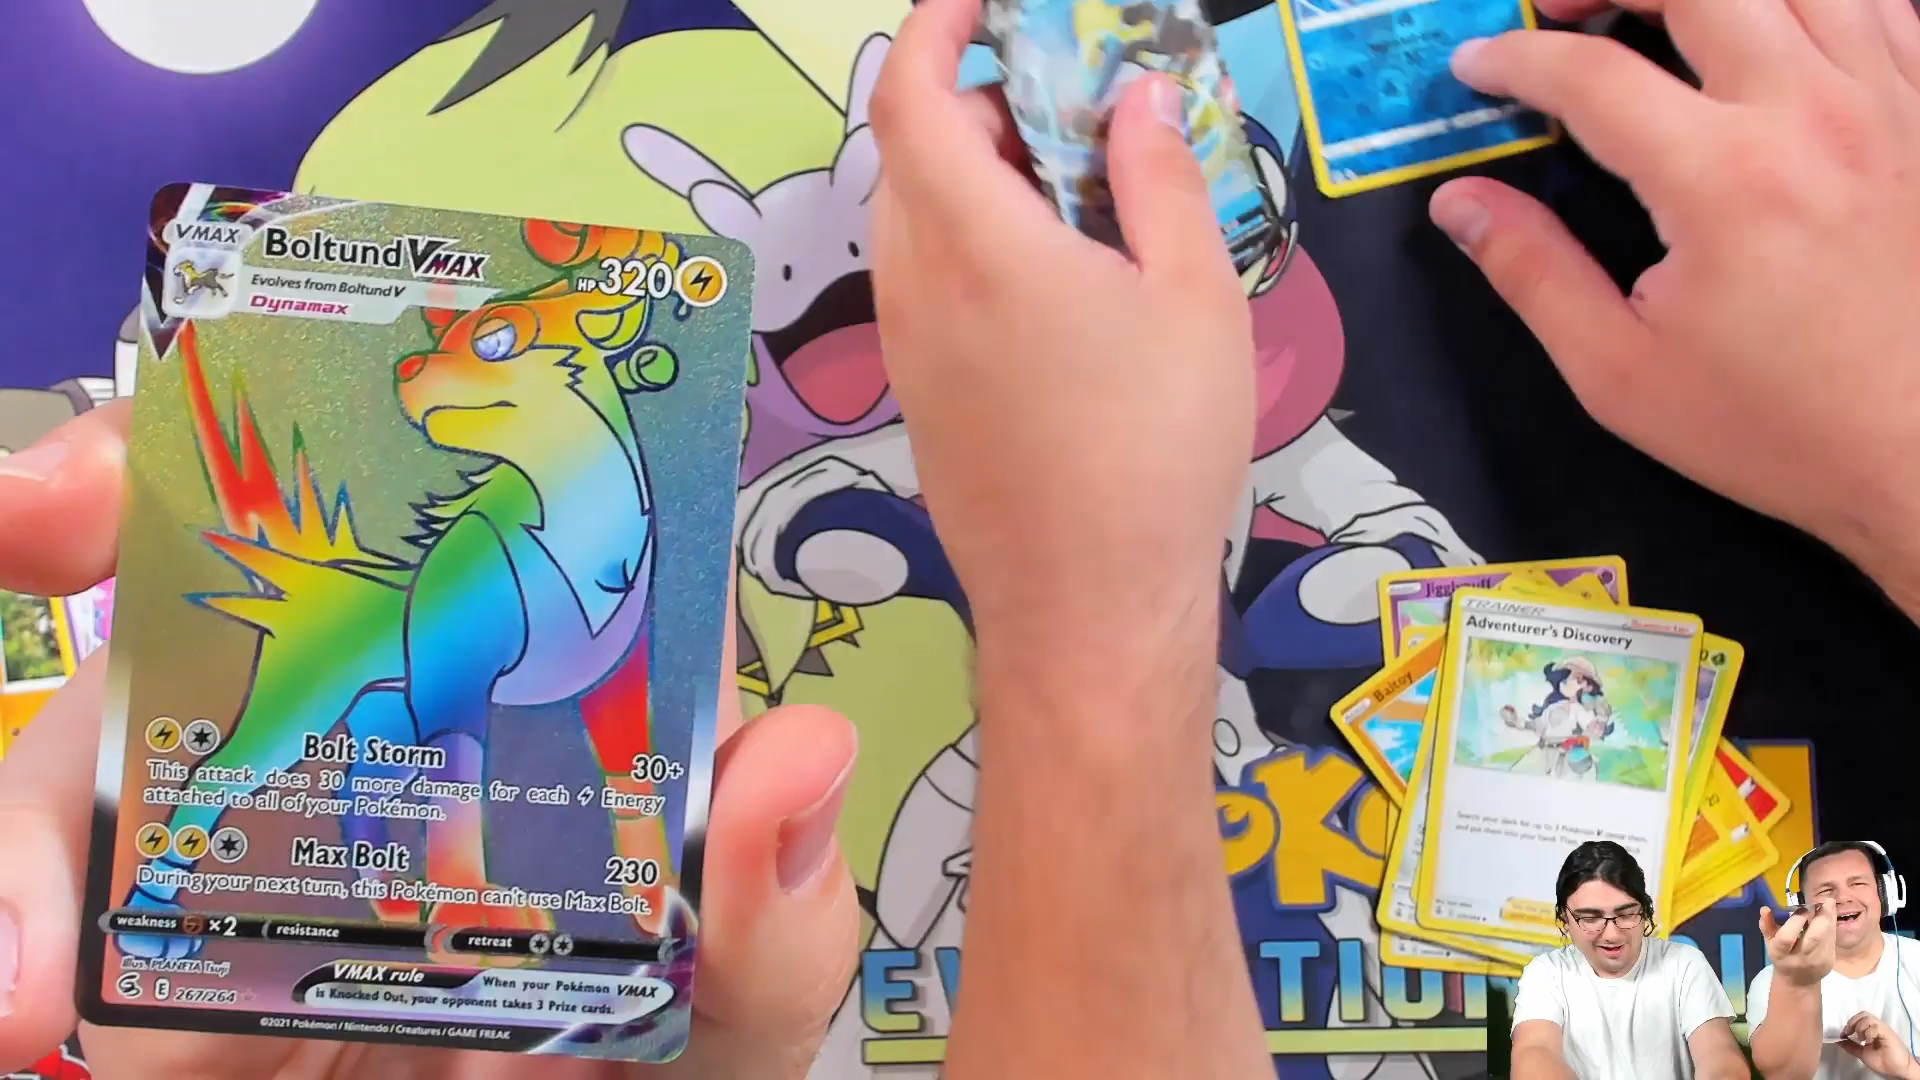 VMAX
Boltund VMAX
HP 320
Evolves from Boltund V
Dynamax
Bolt Storm
30+
This attack does 30 more damage for each Energy
attached to all of your Pokémon.
Max Bolt
230
During your next turn, this Pokémon can't use Max Bolt.
weakness ×2
resistance
retreat
Illus. PLANETA Tsuji
E 267/264
VMAX rule
When your Pokémon VMAX
is Knocked Out, your opponent takes 3 Prize cards.
©2021 Pokémon / Nintendo / Creatures / GAME FREAK
TRAINER
Adventurer's Discovery
Baltoy
20